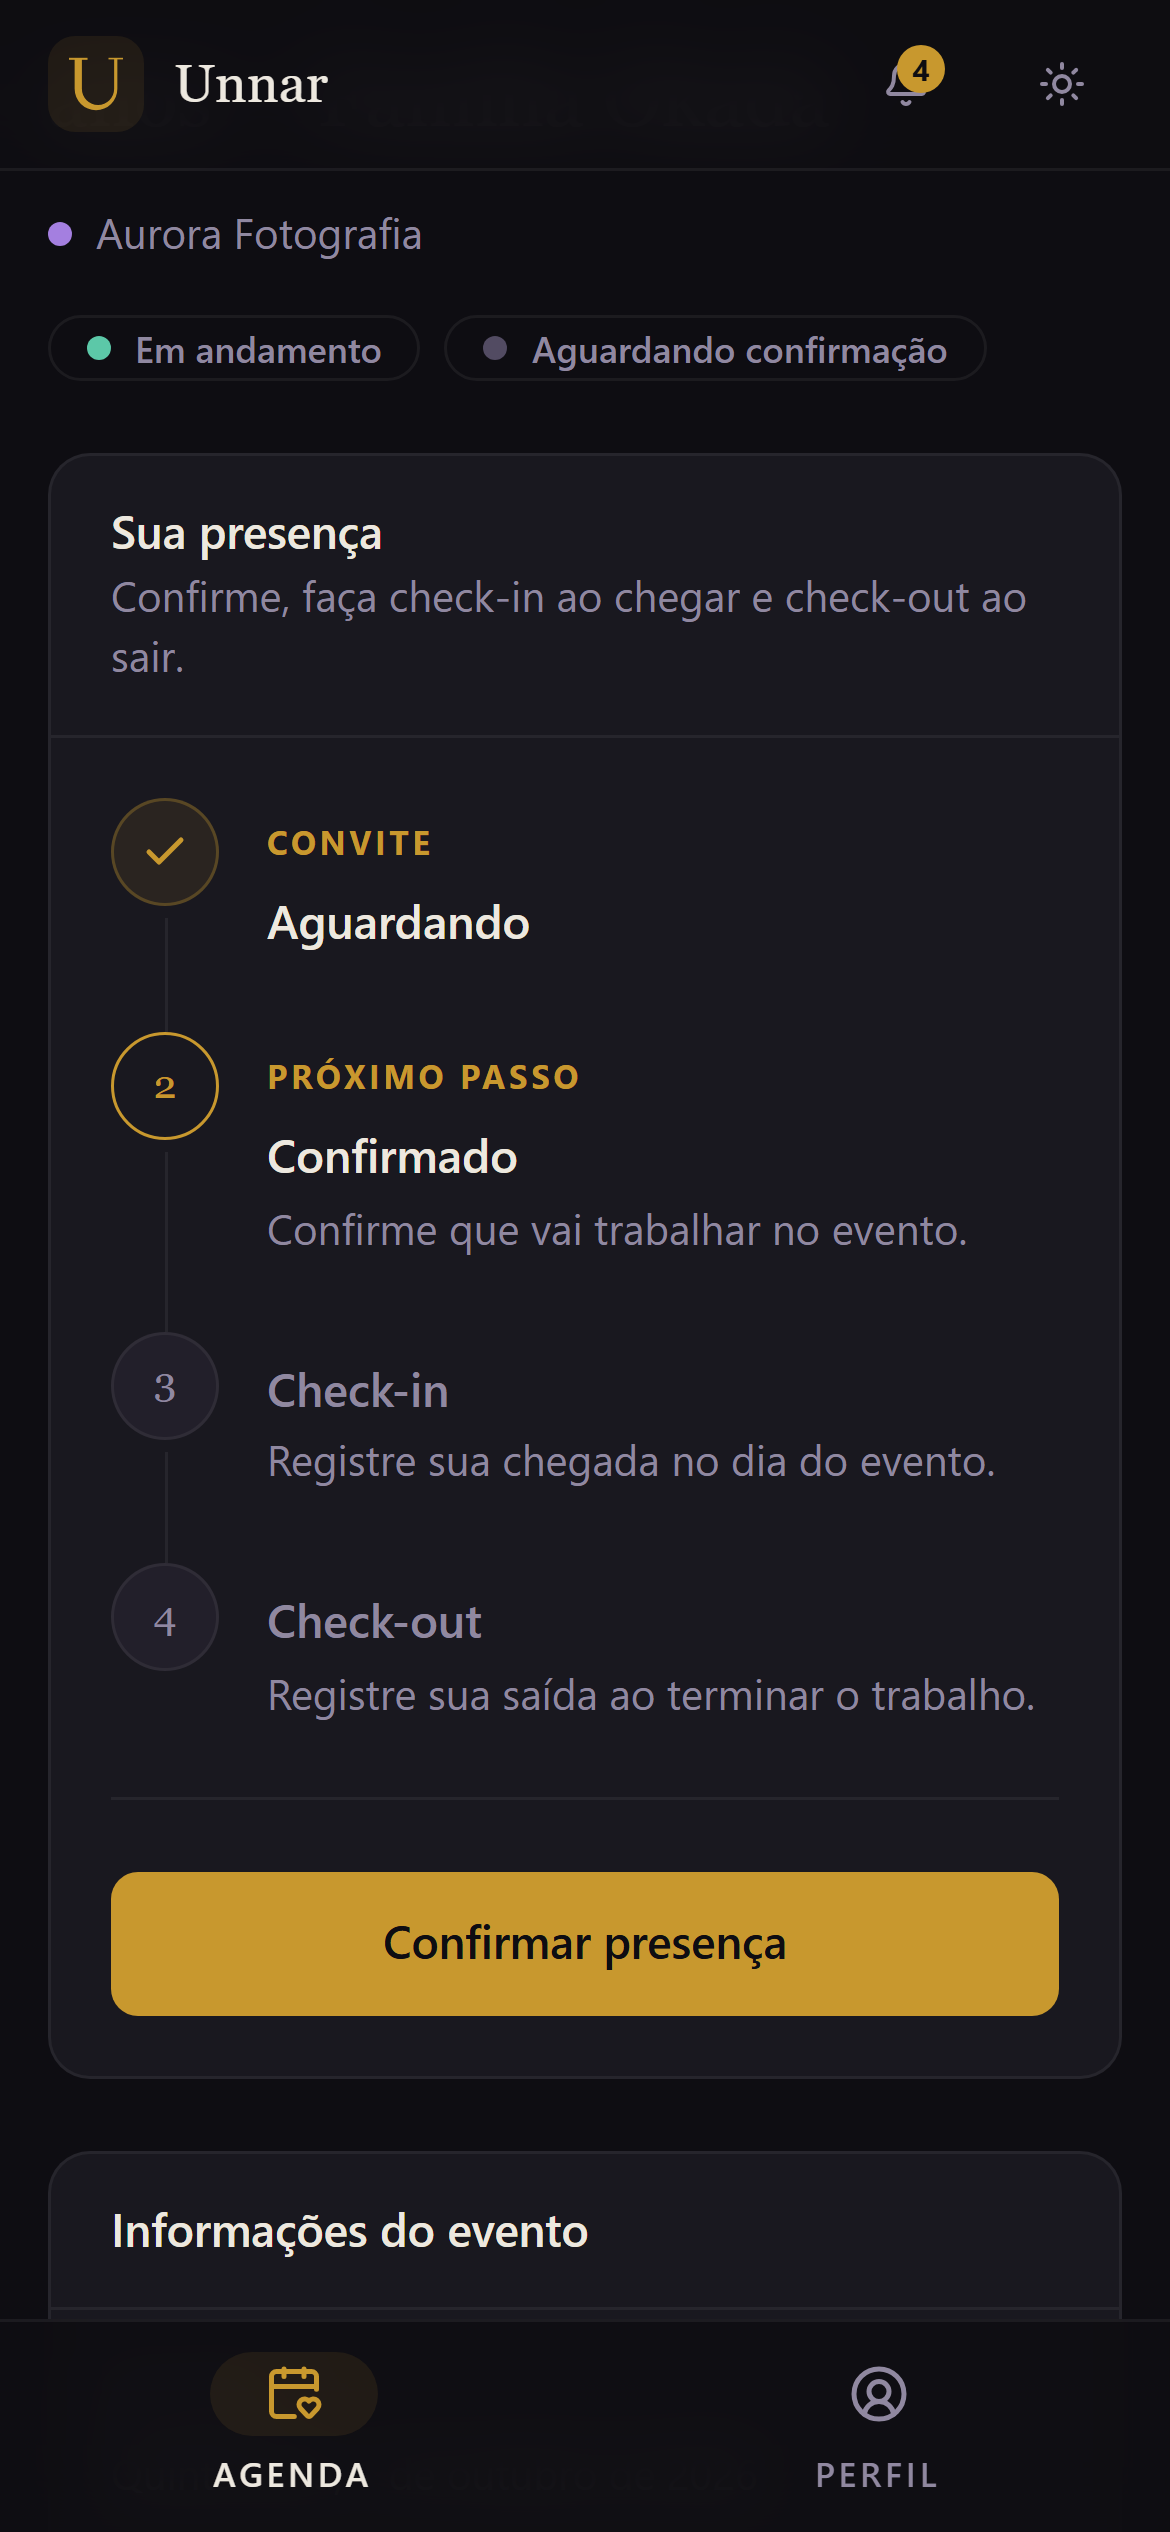 U
Unnar
4
Aurora Fotografia
Em andamento
Aguardando confirmação
Sua presença
Confirme, faça check-in ao chegar e check-out ao
sair.
CONVITE
Aguardando
2
PRÓXIMO PASSO
Confirmado
Confirme que vai trabalhar no evento.
3
Check-in
Registre sua chegada no dia do evento.
4
Check-out
Registre sua saída ao terminar o trabalho.
Confirmar presença
Informações do evento
AGENDA
PERFIL